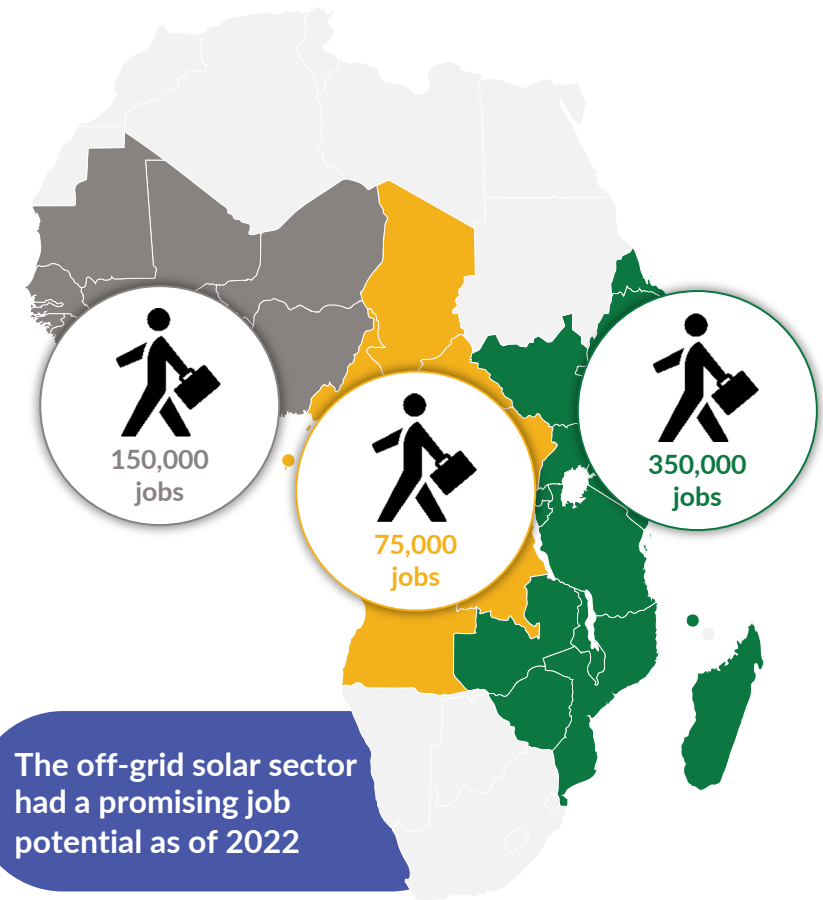 150,000
jobs
75,000
jobs
350,000
jobs
The off-grid solar sector
had a promising job
potential as of 2022